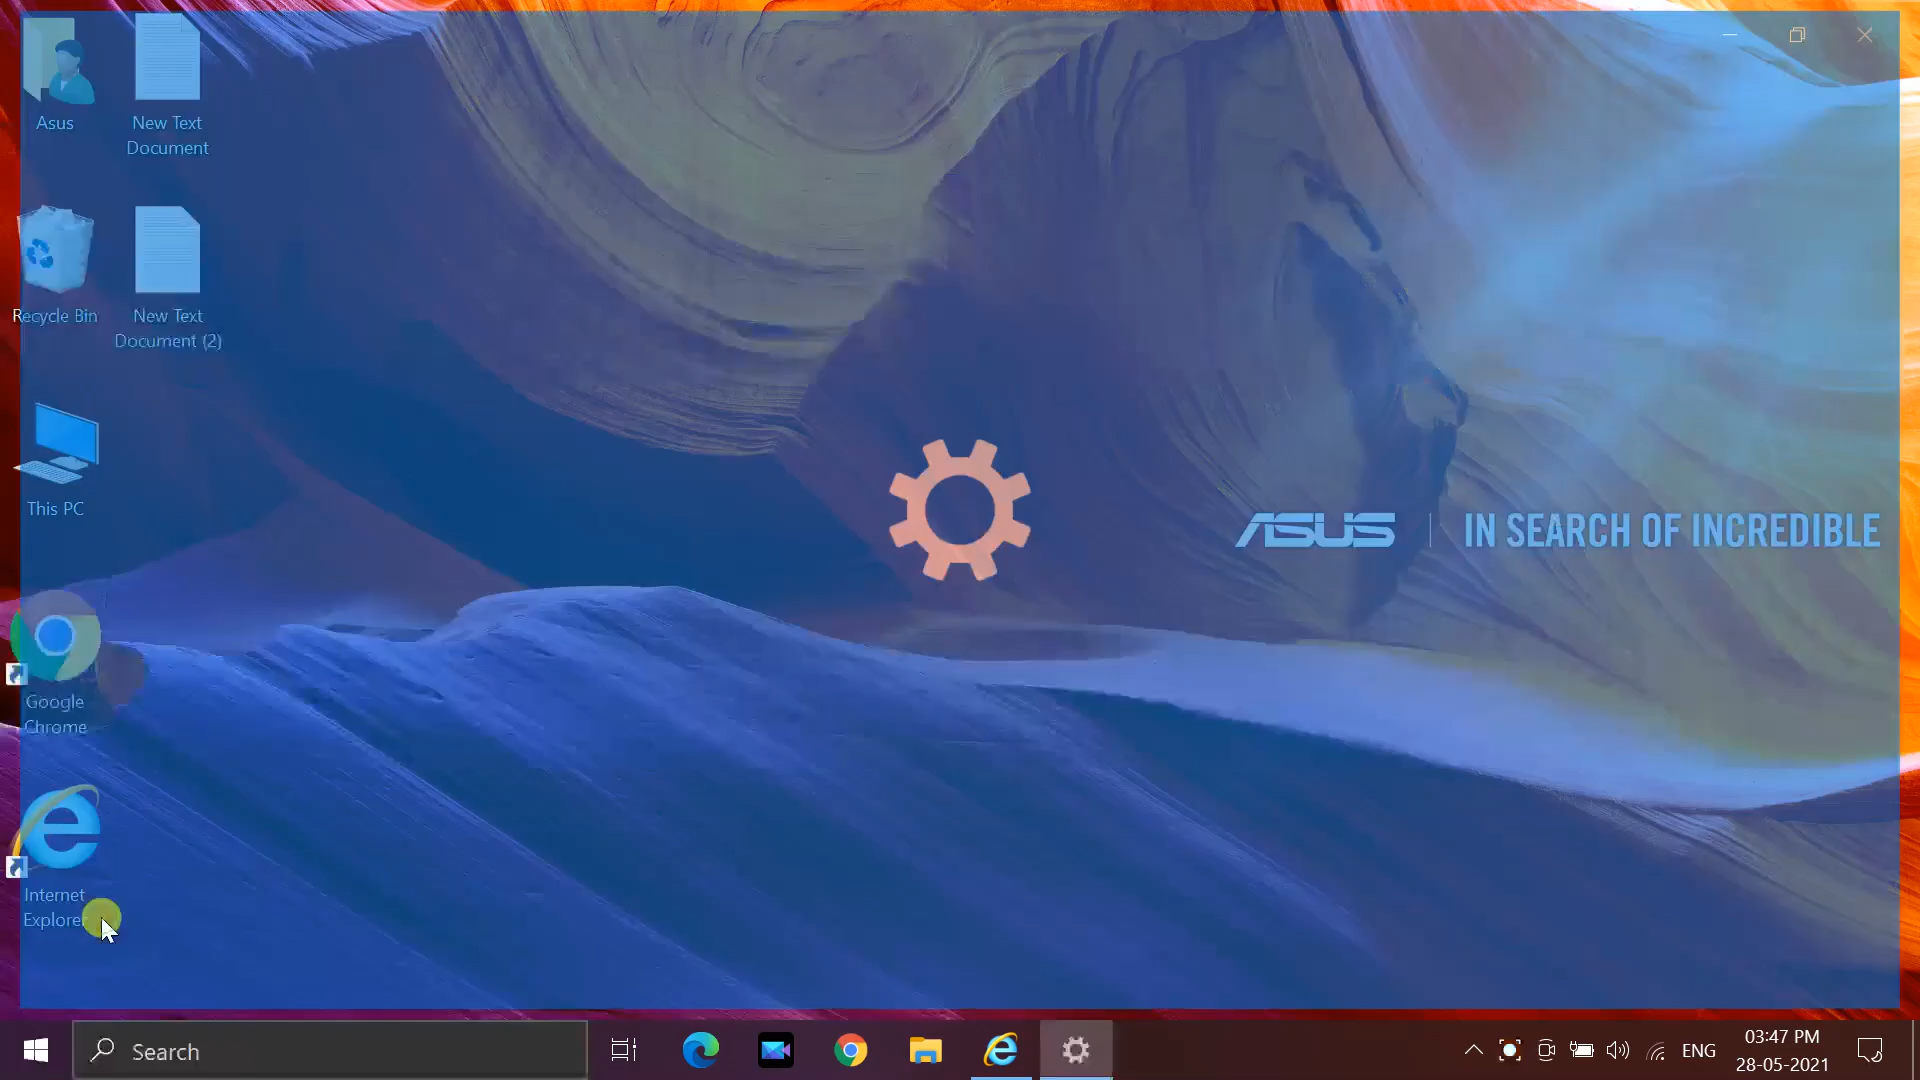 Asus
New Text
Document
Recycle Bin
New Text
Document (2)
This PC
ASUS
IN SEARCH OF INCREDIBLE
Google
Chrome
Internet
Explorer
Search
ENG
03:47 PM
28-05-2021